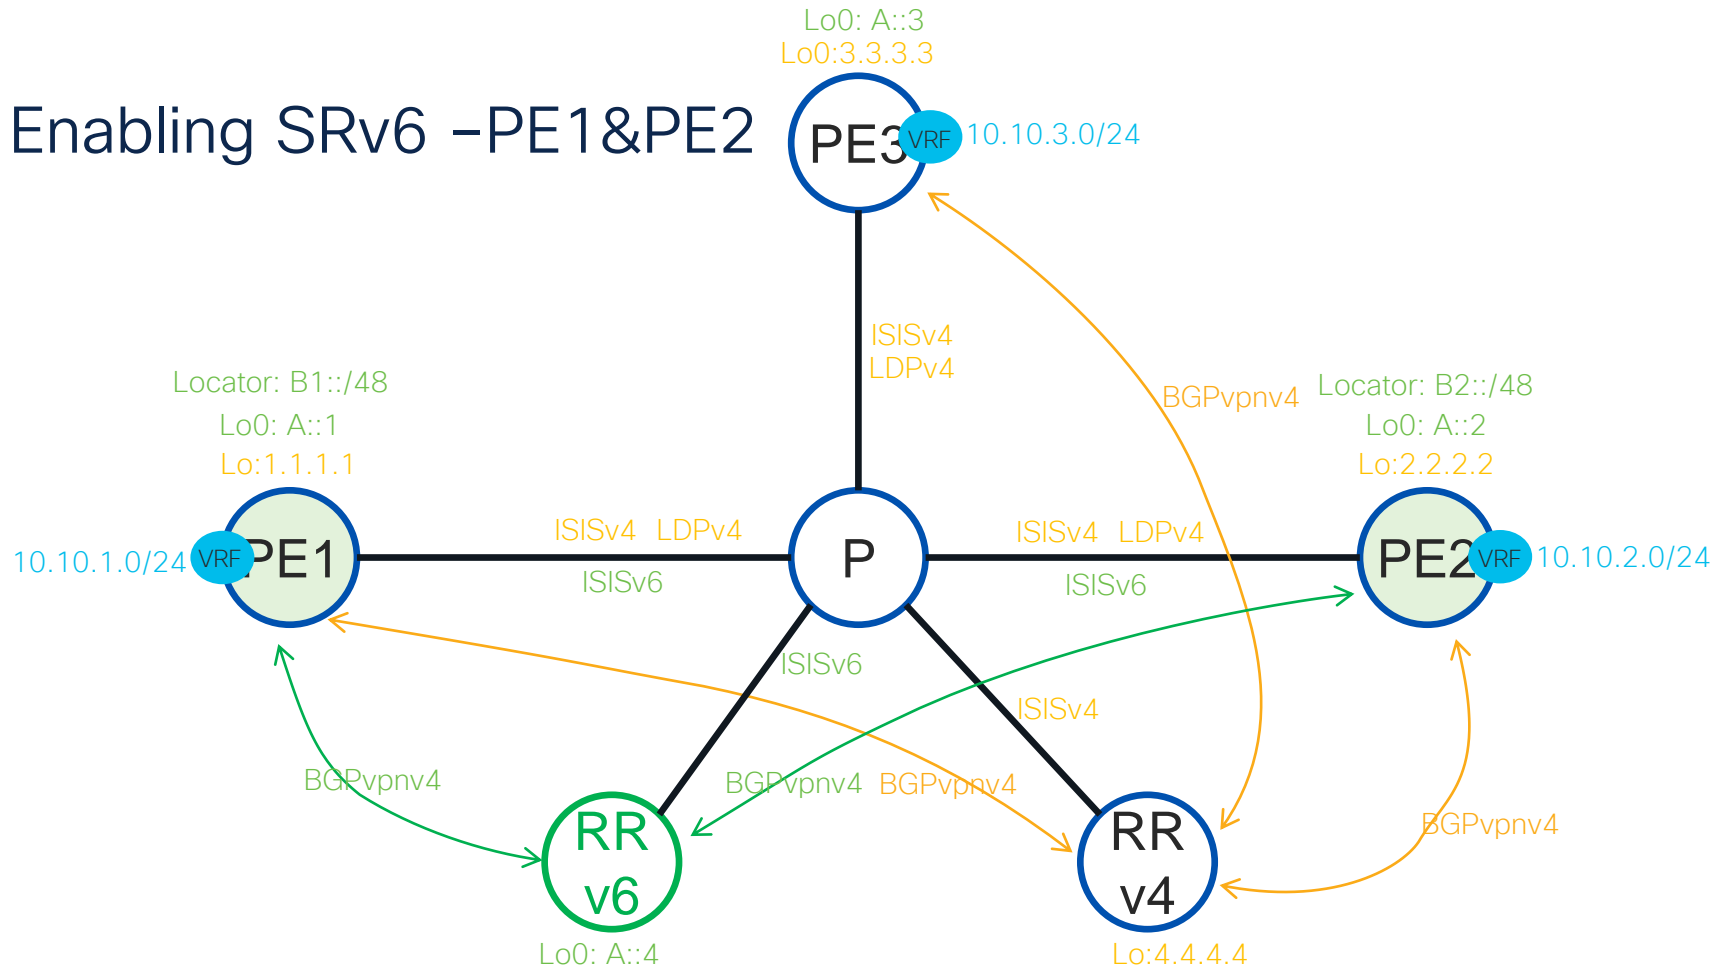 Lo0: A::3
Lo0:3.3.3.3
Enabling SRv6 –PE1&PE2
PE3
VRF
10.10.3.0/24
ISISv4
LDPv4
BGPvpnv4
Locator: B1::/48
Lo0: A::1
Lo:1.1.1.1
Locator: B2::/48
Lo0: A::2
Lo:2.2.2.2
10.10.1.0/24
VRF
PE1
ISISv4 LDPv4
ISISv6
P
ISISv4 LDPv4
ISISv6
PE2
VRF
10.10.2.0/24
ISISv6
ISISv4
BGPvpnv4
BGPvpnv4
BGPvpnv4
BGPvpnv4
RR
v6
Lo0: A::4
RR
v4
Lo:4.4.4.4